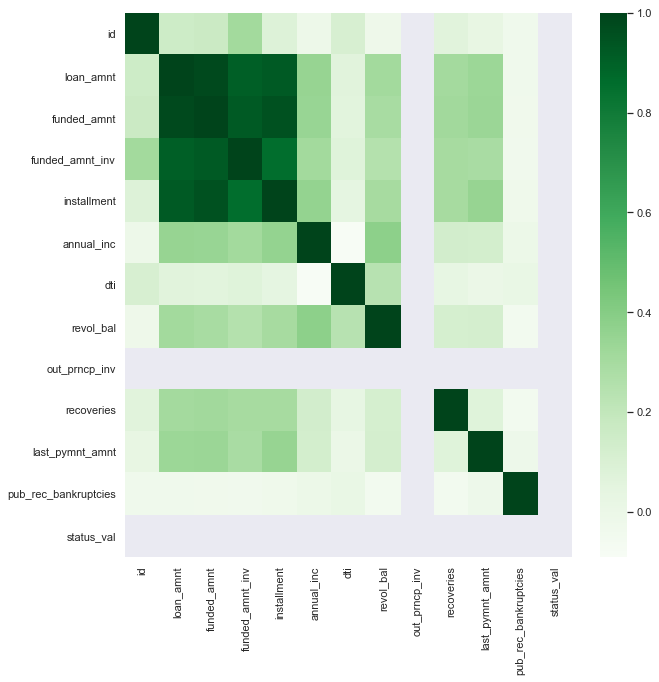 id
loan_amnt
funded_amnt
funded_amnt_inv
installment
annual_inc
dti
revol_bal
out_prncp_inv
recoveries
last_pymnt_amnt
pub_rec_bankruptcies
status_val
id
loan_amnt
funded_amnt
funded_amnt_inv
installment
annual_inc
dti
revol_bal
out_prncp_inv
recoveries
last_pymnt_amnt
pub_rec_bankruptcies
status_val
1.0
0.8
0.6
0.4
0.2
0.0